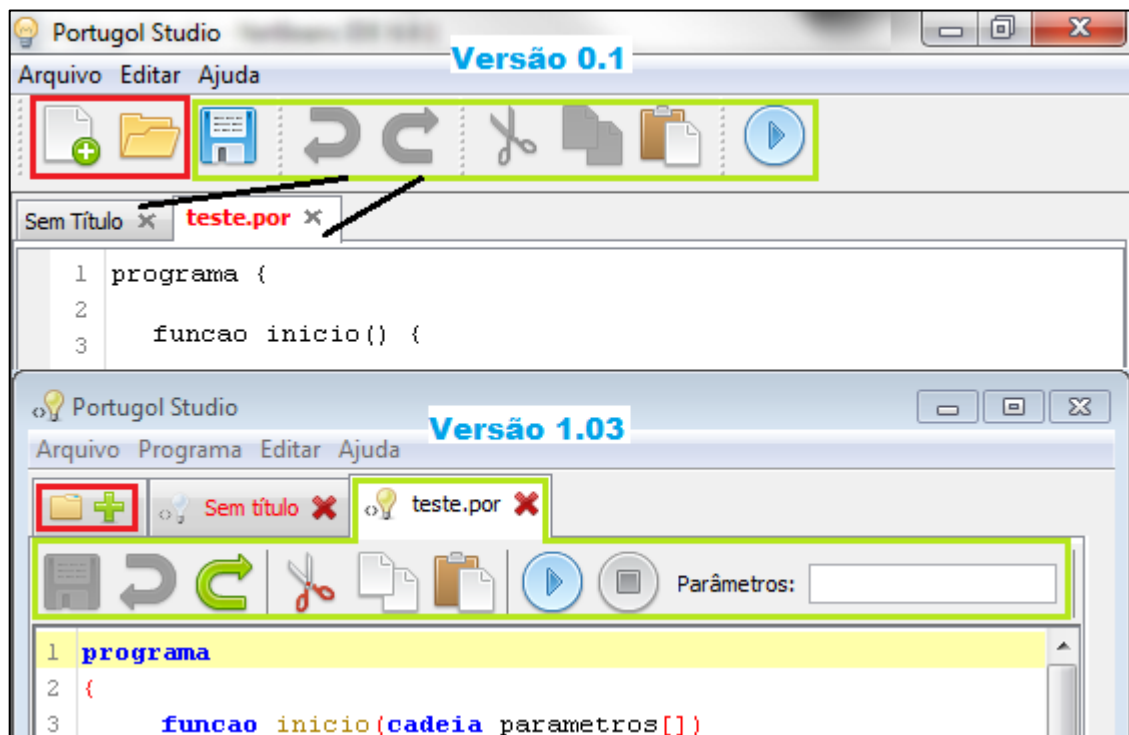 Portugol Studio
Versão 0.1
Arquivo Editar Ajuda
Sem Título teste.por
1 programa {
2
3 funcao inicio() {
Portugol Studio
Versão 1.03
Arquivo Programa Editar Ajuda
Sem título teste.por
Parâmetros:
1 programa
2 {
3 funcao inicio(cadeia parametros[])